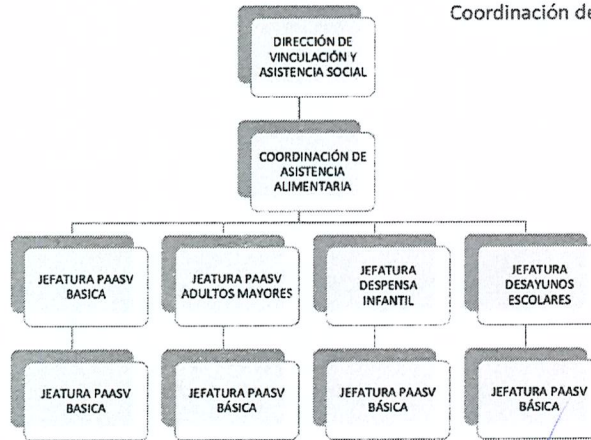 Coordinación de
DIRECCIÓN DE
VINCULACIÓN Y
ASISTENCIA SOCIAL
COORDINACIÓN DE
ASISTENCIA
ALIMENTARIA
JEFATURA PAASV
BASICA
JEATURA PAASV
ADULTOS MAYORES
JEFATURA
DESPENSA
INFANTIL
JEFATURA
DESAYUNOS
ESCOLARES
JEATURA PAASV
BASICA
JEFATURA PAASV
BÁSICA
JEFATURA PAASV
BÁSICA
JEFATURA PAASV
BÁSICA